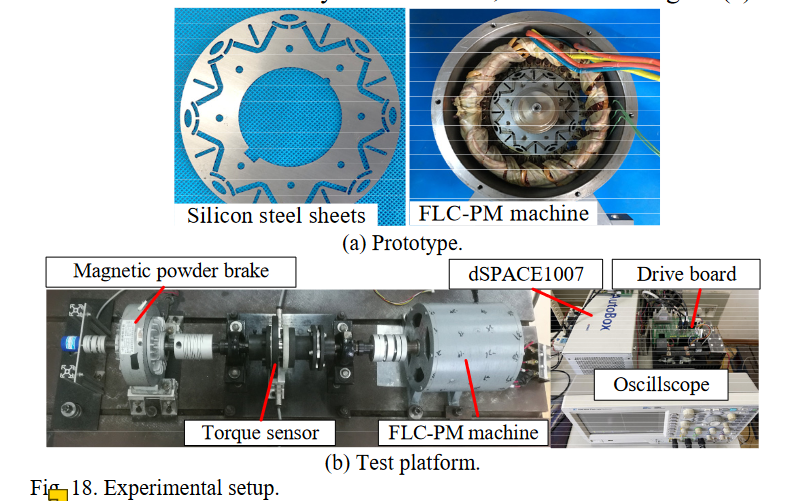 Silicon steel sheets
FLC-PM machine
(a) Prototype.
Magnetic powder brake
dSPACE1007
Drive board
AutoBox
Oscillscope
Torque sensor
FLC-PM machine
(b) Test platform.
Fig. 18. Experimental setup.